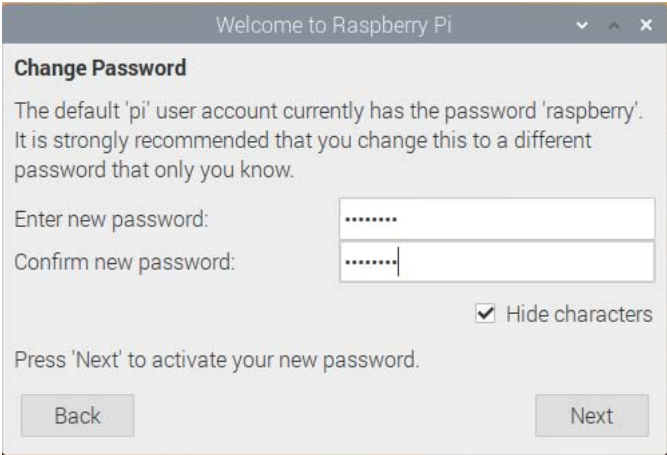 Welcome to Raspberry Pi
Change Password
The default 'pi' user account currently has the password 'raspberry'.
It is strongly recommended that you change this to a different
password that only you know.
Enter new password: ••••••••
Confirm new password: ••••••••
Hide characters
Press 'Next' to activate your new password.
Back Next